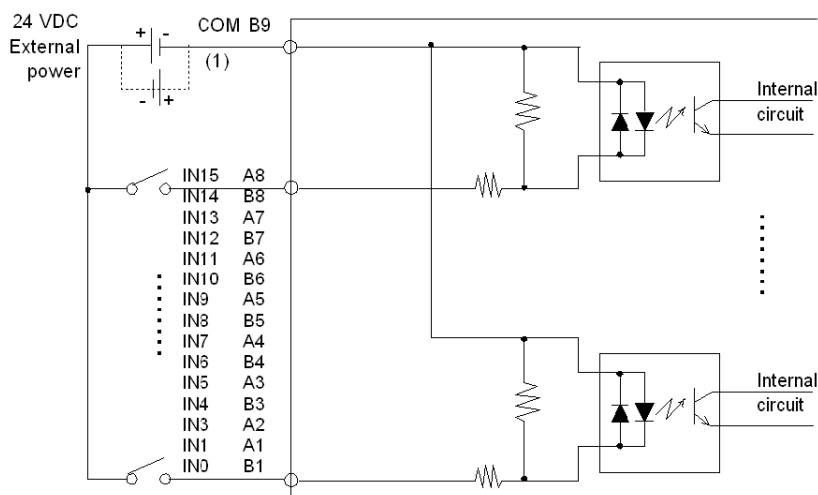 24 VDC
External
power
+ -
- +
COM B9
(1)
IN15 A8
IN14 B8
IN13 A7
IN12 B7
IN11 A6
IN10 B6
IN9 A5
IN8 B5
IN7 A4
IN6 B4
IN5 A3
IN4 B3
IN3 A2
IN1 A1
IN0 B1
Internal
circuit
Internal
circuit